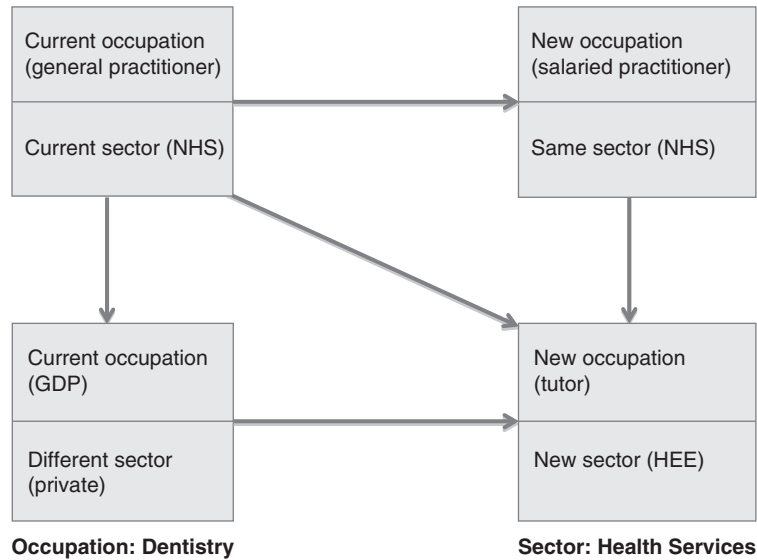 Current occupation
(general practitioner)
Current sector (NHS)
New occupation
(salaried practitioner)
Same sector (NHS)
Current occupation
(GDP)
Different sector
(private)
New occupation
(tutor)
New sector (HEE)
Occupation: Dentistry
Sector: Health Services